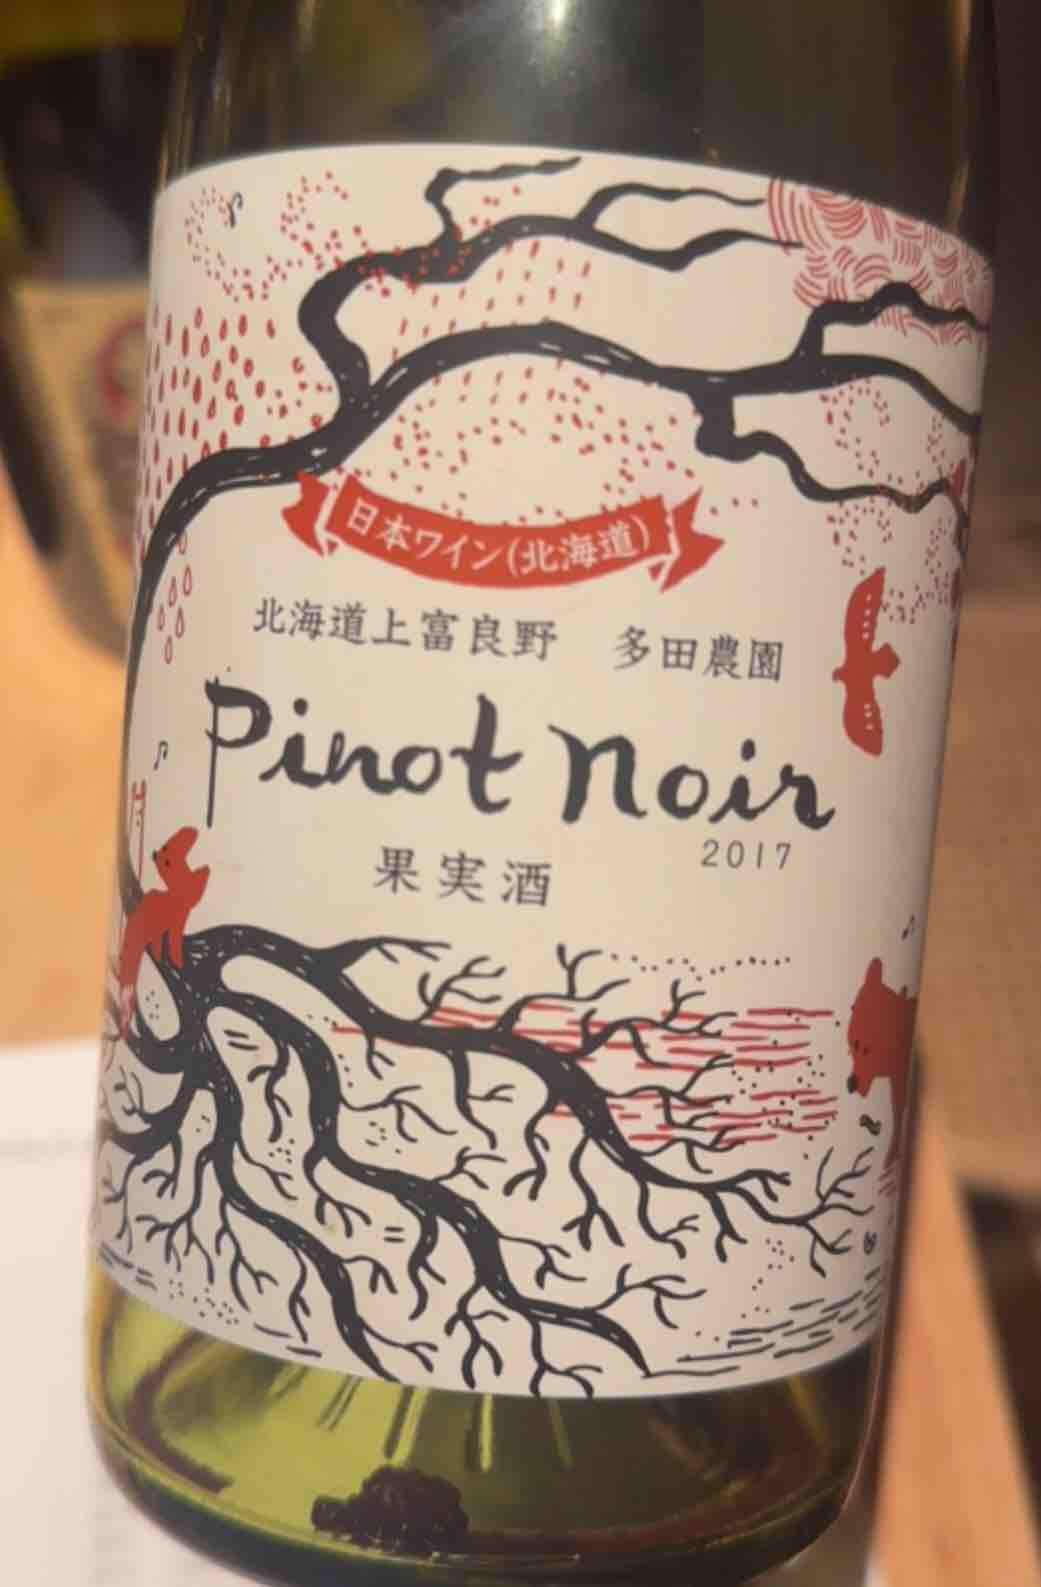 日本ワイン(北海道)
北海道上富良野 多田農園
Pinot Noir
2017
果実酒